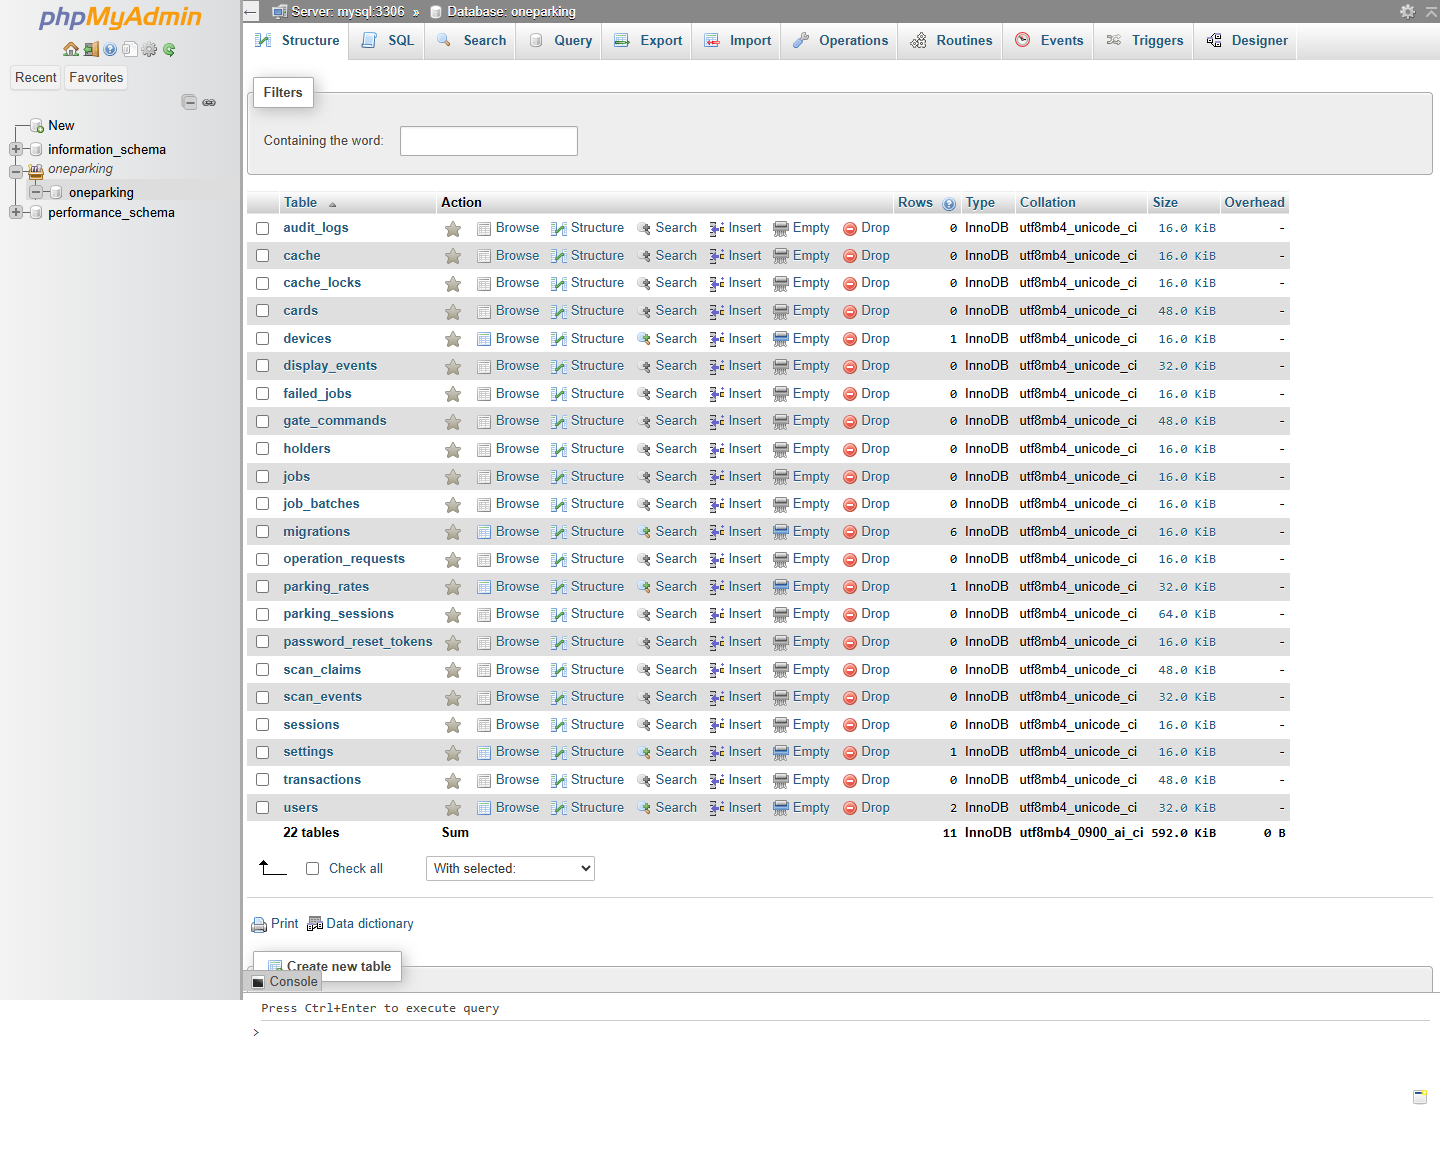 phpMyAdmin
Recent Favorites
New
information_schema
oneparking
oneparking
performance_schema
Server: mysql:3306 » Database: oneparking
Structure SQL Search Query Export Import Operations Routines Events Triggers Designer
Filters
Containing the word:
Table Action Rows Type Collation Size Overhead
audit_logs Browse Structure Search Insert Empty Drop 0 InnoDB utf8mb4_unicode_ci 16.0 KiB -
cache Browse Structure Search Insert Empty Drop 0 InnoDB utf8mb4_unicode_ci 16.0 KiB -
cache_locks Browse Structure Search Insert Empty Drop 0 InnoDB utf8mb4_unicode_ci 16.0 KiB -
cards Browse Structure Search Insert Empty Drop 0 InnoDB utf8mb4_unicode_ci 48.0 KiB -
devices Browse Structure Search Insert Empty Drop 1 InnoDB utf8mb4_unicode_ci 16.0 KiB -
display_events Browse Structure Search Insert Empty Drop 0 InnoDB utf8mb4_unicode_ci 32.0 KiB -
failed_jobs Browse Structure Search Insert Empty Drop 0 InnoDB utf8mb4_unicode_ci 16.0 KiB -
gate_commands Browse Structure Search Insert Empty Drop 0 InnoDB utf8mb4_unicode_ci 48.0 KiB -
holders Browse Structure Search Insert Empty Drop 0 InnoDB utf8mb4_unicode_ci 16.0 KiB -
jobs Browse Structure Search Insert Empty Drop 0 InnoDB utf8mb4_unicode_ci 16.0 KiB -
job_batches Browse Structure Search Insert Empty Drop 0 InnoDB utf8mb4_unicode_ci 16.0 KiB -
migrations Browse Structure Search Insert Empty Drop 6 InnoDB utf8mb4_unicode_ci 16.0 KiB -
operation_requests Browse Structure Search Insert Empty Drop 0 InnoDB utf8mb4_unicode_ci 16.0 KiB -
parking_rates Browse Structure Search Insert Empty Drop 1 InnoDB utf8mb4_unicode_ci 32.0 KiB -
parking_sessions Browse Structure Search Insert Empty Drop 0 InnoDB utf8mb4_unicode_ci 64.0 KiB -
password_reset_tokens Browse Structure Search Insert Empty Drop 0 InnoDB utf8mb4_unicode_ci 16.0 KiB -
scan_claims Browse Structure Search Insert Empty Drop 0 InnoDB utf8mb4_unicode_ci 48.0 KiB -
scan_events Browse Structure Search Insert Empty Drop 0 InnoDB utf8mb4_unicode_ci 32.0 KiB -
sessions Browse Structure Search Insert Empty Drop 0 InnoDB utf8mb4_unicode_ci 16.0 KiB -
settings Browse Structure Search Insert Empty Drop 1 InnoDB utf8mb4_unicode_ci 16.0 KiB -
transactions Browse Structure Search Insert Empty Drop 0 InnoDB utf8mb4_unicode_ci 48.0 KiB -
users Browse Structure Search Insert Empty Drop 2 InnoDB utf8mb4_unicode_ci 32.0 KiB -
22 tables Sum 11 InnoDB utf8mb4_0900_ai_ci 592.0 KiB 0 B
Check all With selected:
Print Data dictionary
Create new table
Console
Press Ctrl+Enter to execute query
>